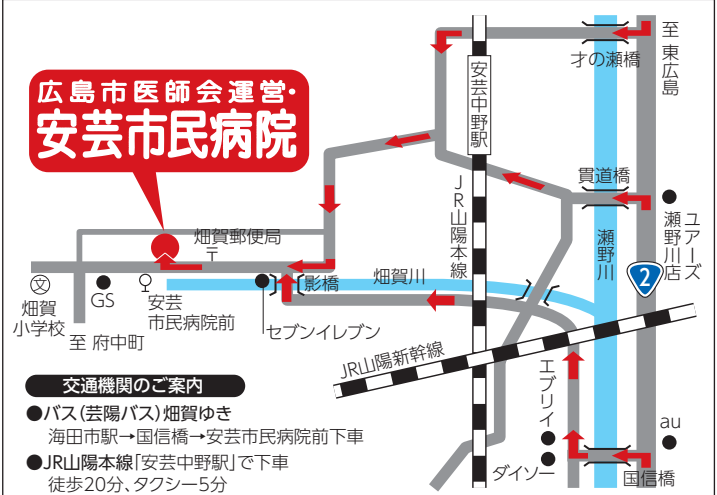 至 東広島
才の瀬橋
安芸中野駅
広島市医師会運営・
安芸市民病院
貫道橋
JR山陽本線
ユアーズ
瀬野川店
瀬野川
2
畑賀郵便局
〒
影橋
畑賀川
文
畑賀
小学校
GS
安芸
市民病院前
セブンイレブン
至 府中町
JR山陽新幹線
エブリイ
au
ダイソー
国信橋
交通機関のご案内
●バス(芸陽バス)畑賀ゆき
海田市駅→国信橋→安芸市民病院前下車
●JR山陽本線「安芸中野駅」で下車
徒歩20分、タクシー5分